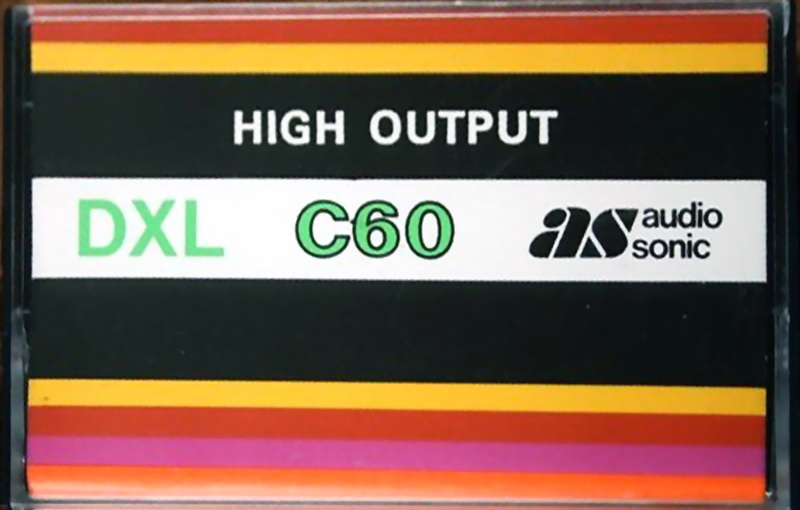 HIGH OUTPUT
DXL C60 as audio
sonic